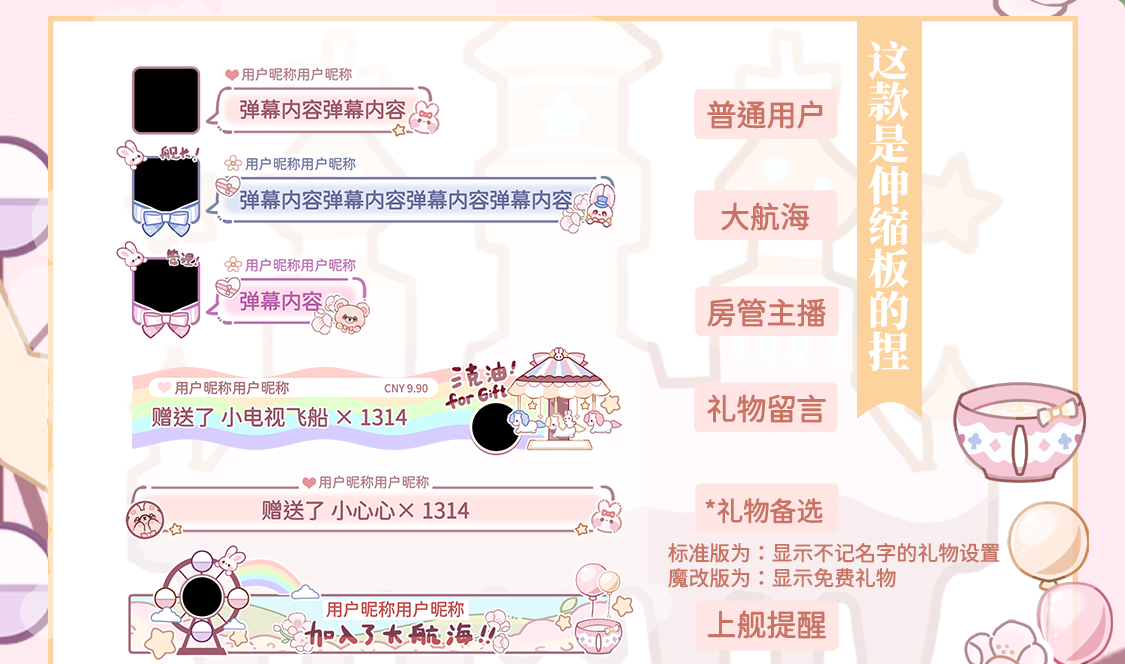 用户昵称用户昵称
弹幕内容弹幕内容
普通用户
舰长!
用户昵称用户昵称
弹幕内容弹幕内容弹幕内容弹幕内容
大航海
管理!
用户昵称用户昵称
弹幕内容
房管主播
用户昵称用户昵称
CNY 9.90
三克油!
for Gift
赠送了 小电视飞船 × 1314
礼物留言
用户昵称用户昵称
赠送了 小心心× 1314
*礼物备选
标准版为：显示不记名字的礼物设置
魔改版为：显示免费礼物
用户昵称用户昵称
加入了大航海!!
上舰提醒
这款是伸缩板的捏